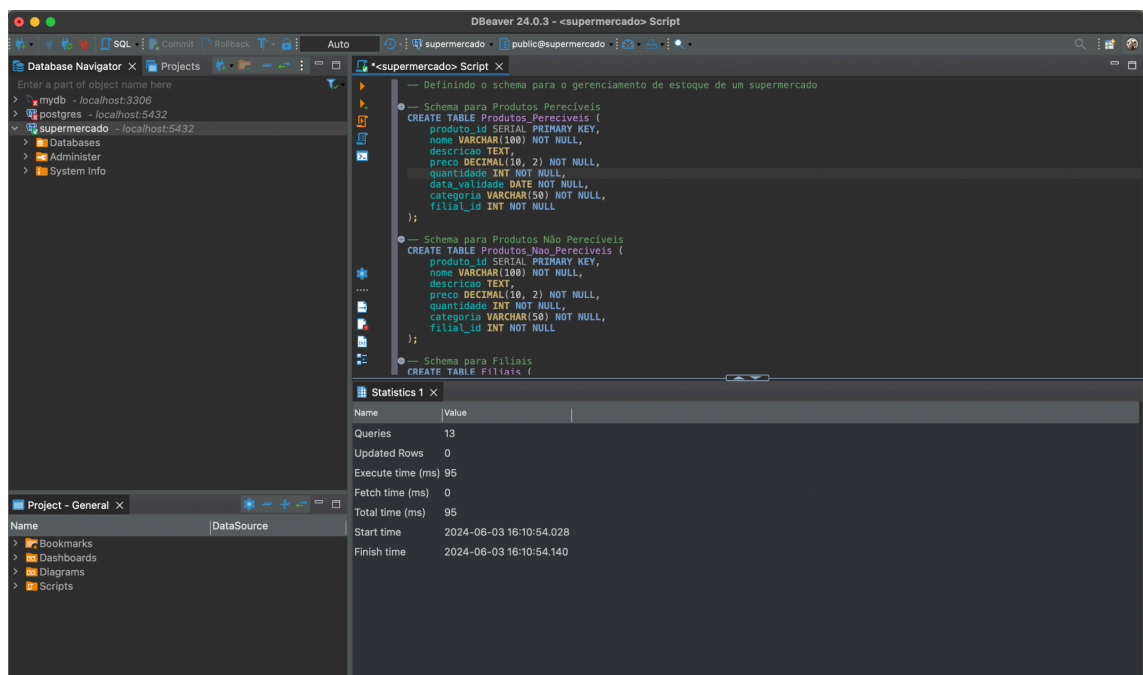 DBeaver 24.0.3 - <supermercado> Script
SQL Commit Rollback Auto supermercado public@supermercado
Database Navigator Projects
Enter a part of object name here
mydb - localhost:3306
postgres - localhost:5432
supermercado - localhost:5432
Databases
Administer
System Info
*<supermercado> Script
-- Definindo o schema para o gerenciamento de estoque de um supermercado
-- Schema para Produtos Perecíveis
CREATE TABLE Produtos_Pereciveis (
produto_id SERIAL PRIMARY KEY,
nome VARCHAR(100) NOT NULL,
descricao TEXT,
preco DECIMAL(10, 2) NOT NULL,
quantidade INT NOT NULL,
data_validade DATE NOT NULL,
categoria VARCHAR(50) NOT NULL,
filial_id INT NOT NULL
);
-- Schema para Produtos Não Perecíveis
CREATE TABLE Produtos_Nao_Pereciveis (
produto_id SERIAL PRIMARY KEY,
nome VARCHAR(100) NOT NULL,
descricao TEXT,
preco DECIMAL(10, 2) NOT NULL,
quantidade INT NOT NULL,
categoria VARCHAR(50) NOT NULL,
filial_id INT NOT NULL
);
-- Schema para Filiais
CREATE TABLE Filiais (
Statistics 1
Name Value
Queries 13
Updated Rows 0
Execute time (ms) 95
Fetch time (ms) 0
Total time (ms) 95
Start time 2024-06-03 16:10:54.028
Finish time 2024-06-03 16:10:54.140
Project - General
Name DataSource
Bookmarks
Dashboards
Diagrams
Scripts